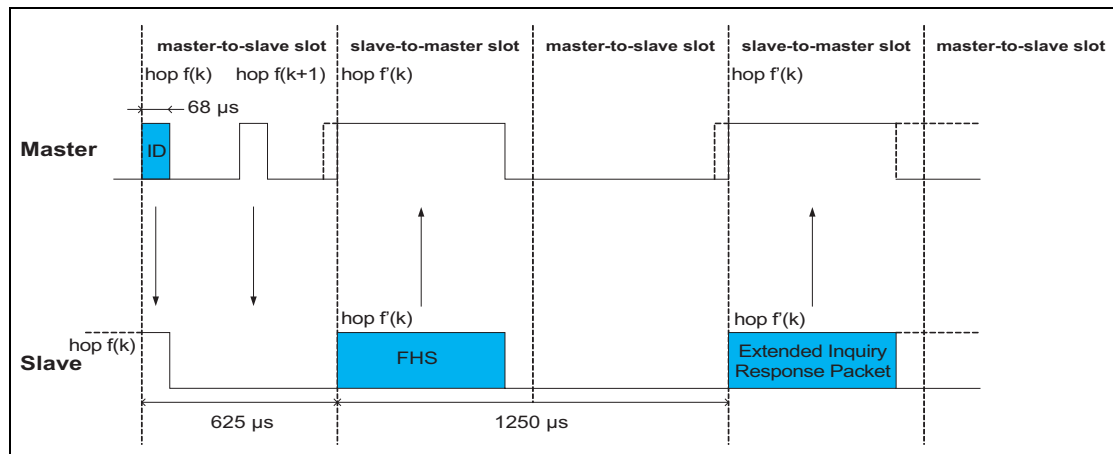 master-to-slave slot
slave-to-master slot
master-to-slave slot
slave-to-master slot
master-to-slave slot
hop f(k)
hop f(k+1)
hop f'(k)
hop f'(k)
68 µs
Master
ID
hop f'(k)
hop f'(k)
hop f(k)
Slave
FHS
Extended Inquiry
Response Packet
625 µs
1250 µs